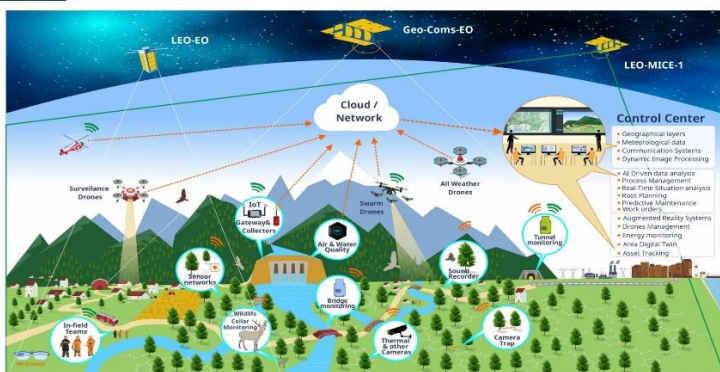 LEO-EO
Geo-Coms-EO
LEO-MICE-1
Cloud /
Network
Control Center
Geographical layers
Meteorological data
Communication Systems
Dynamic Image Processing
AI Driven data analysis
Process Management
Real-Time Situation analysis
Root Planning
Predictive Maintenance
Work orders
Augmented Reality Systems
Drones Management
Energy monitoring
Area Digital Twin
Asset Tracking
Surveilance
Drones
All Weather
Drones
Swarm
Drones
IoT
Gateway&
Collectors
Air & Water
Quality
Tunnel
monitoring
Sensor
networks
Sound
Recorder
Bridge
monitoring
Wildlife
Collar
Monitoring
In-field
Teams
Thermal
& other
Cameras
Camera
Trap